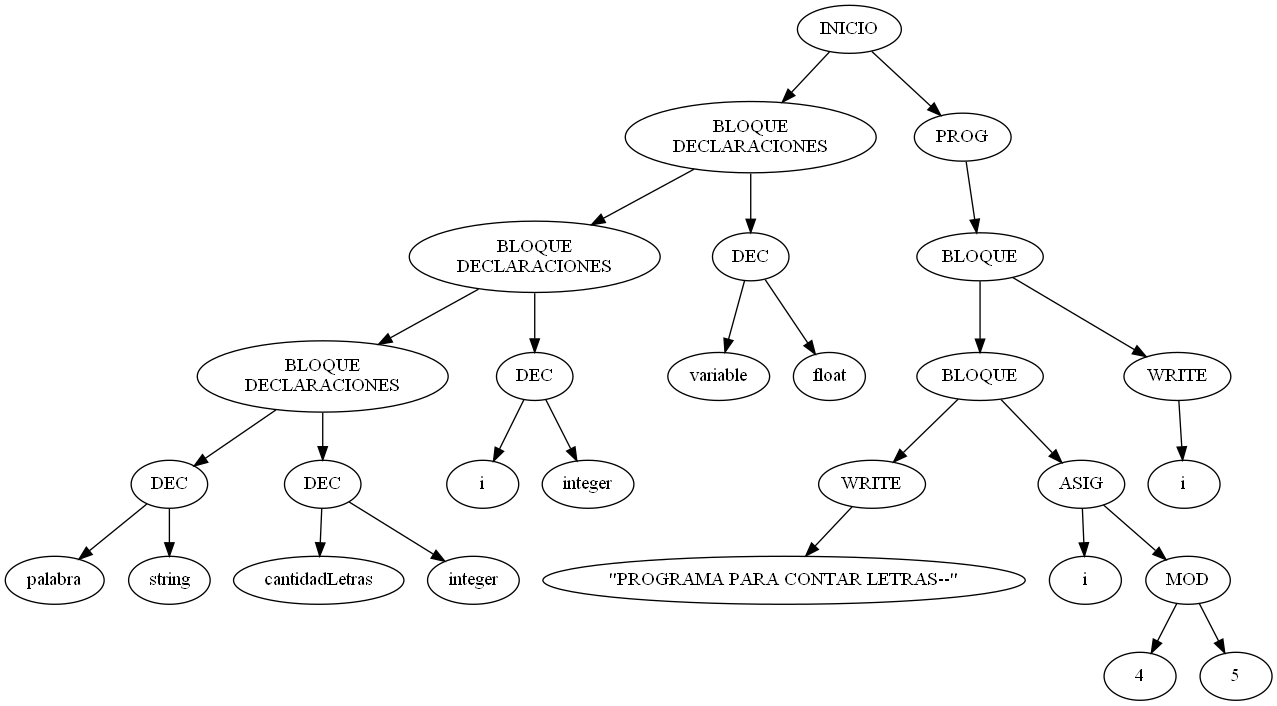 INICIO
BLOQUE
DECLARACIONES
PROG
BLOQUE
DECLARACIONES
DEC
BLOQUE
BLOQUE
DECLARACIONES
DEC
variable
float
BLOQUE
WRITE
DEC
DEC
i
integer
WRITE
ASIG
i
palabra
string
cantidadLetras
integer
"PROGRAMA PARA CONTAR LETRAS--"
i
MOD
4
5